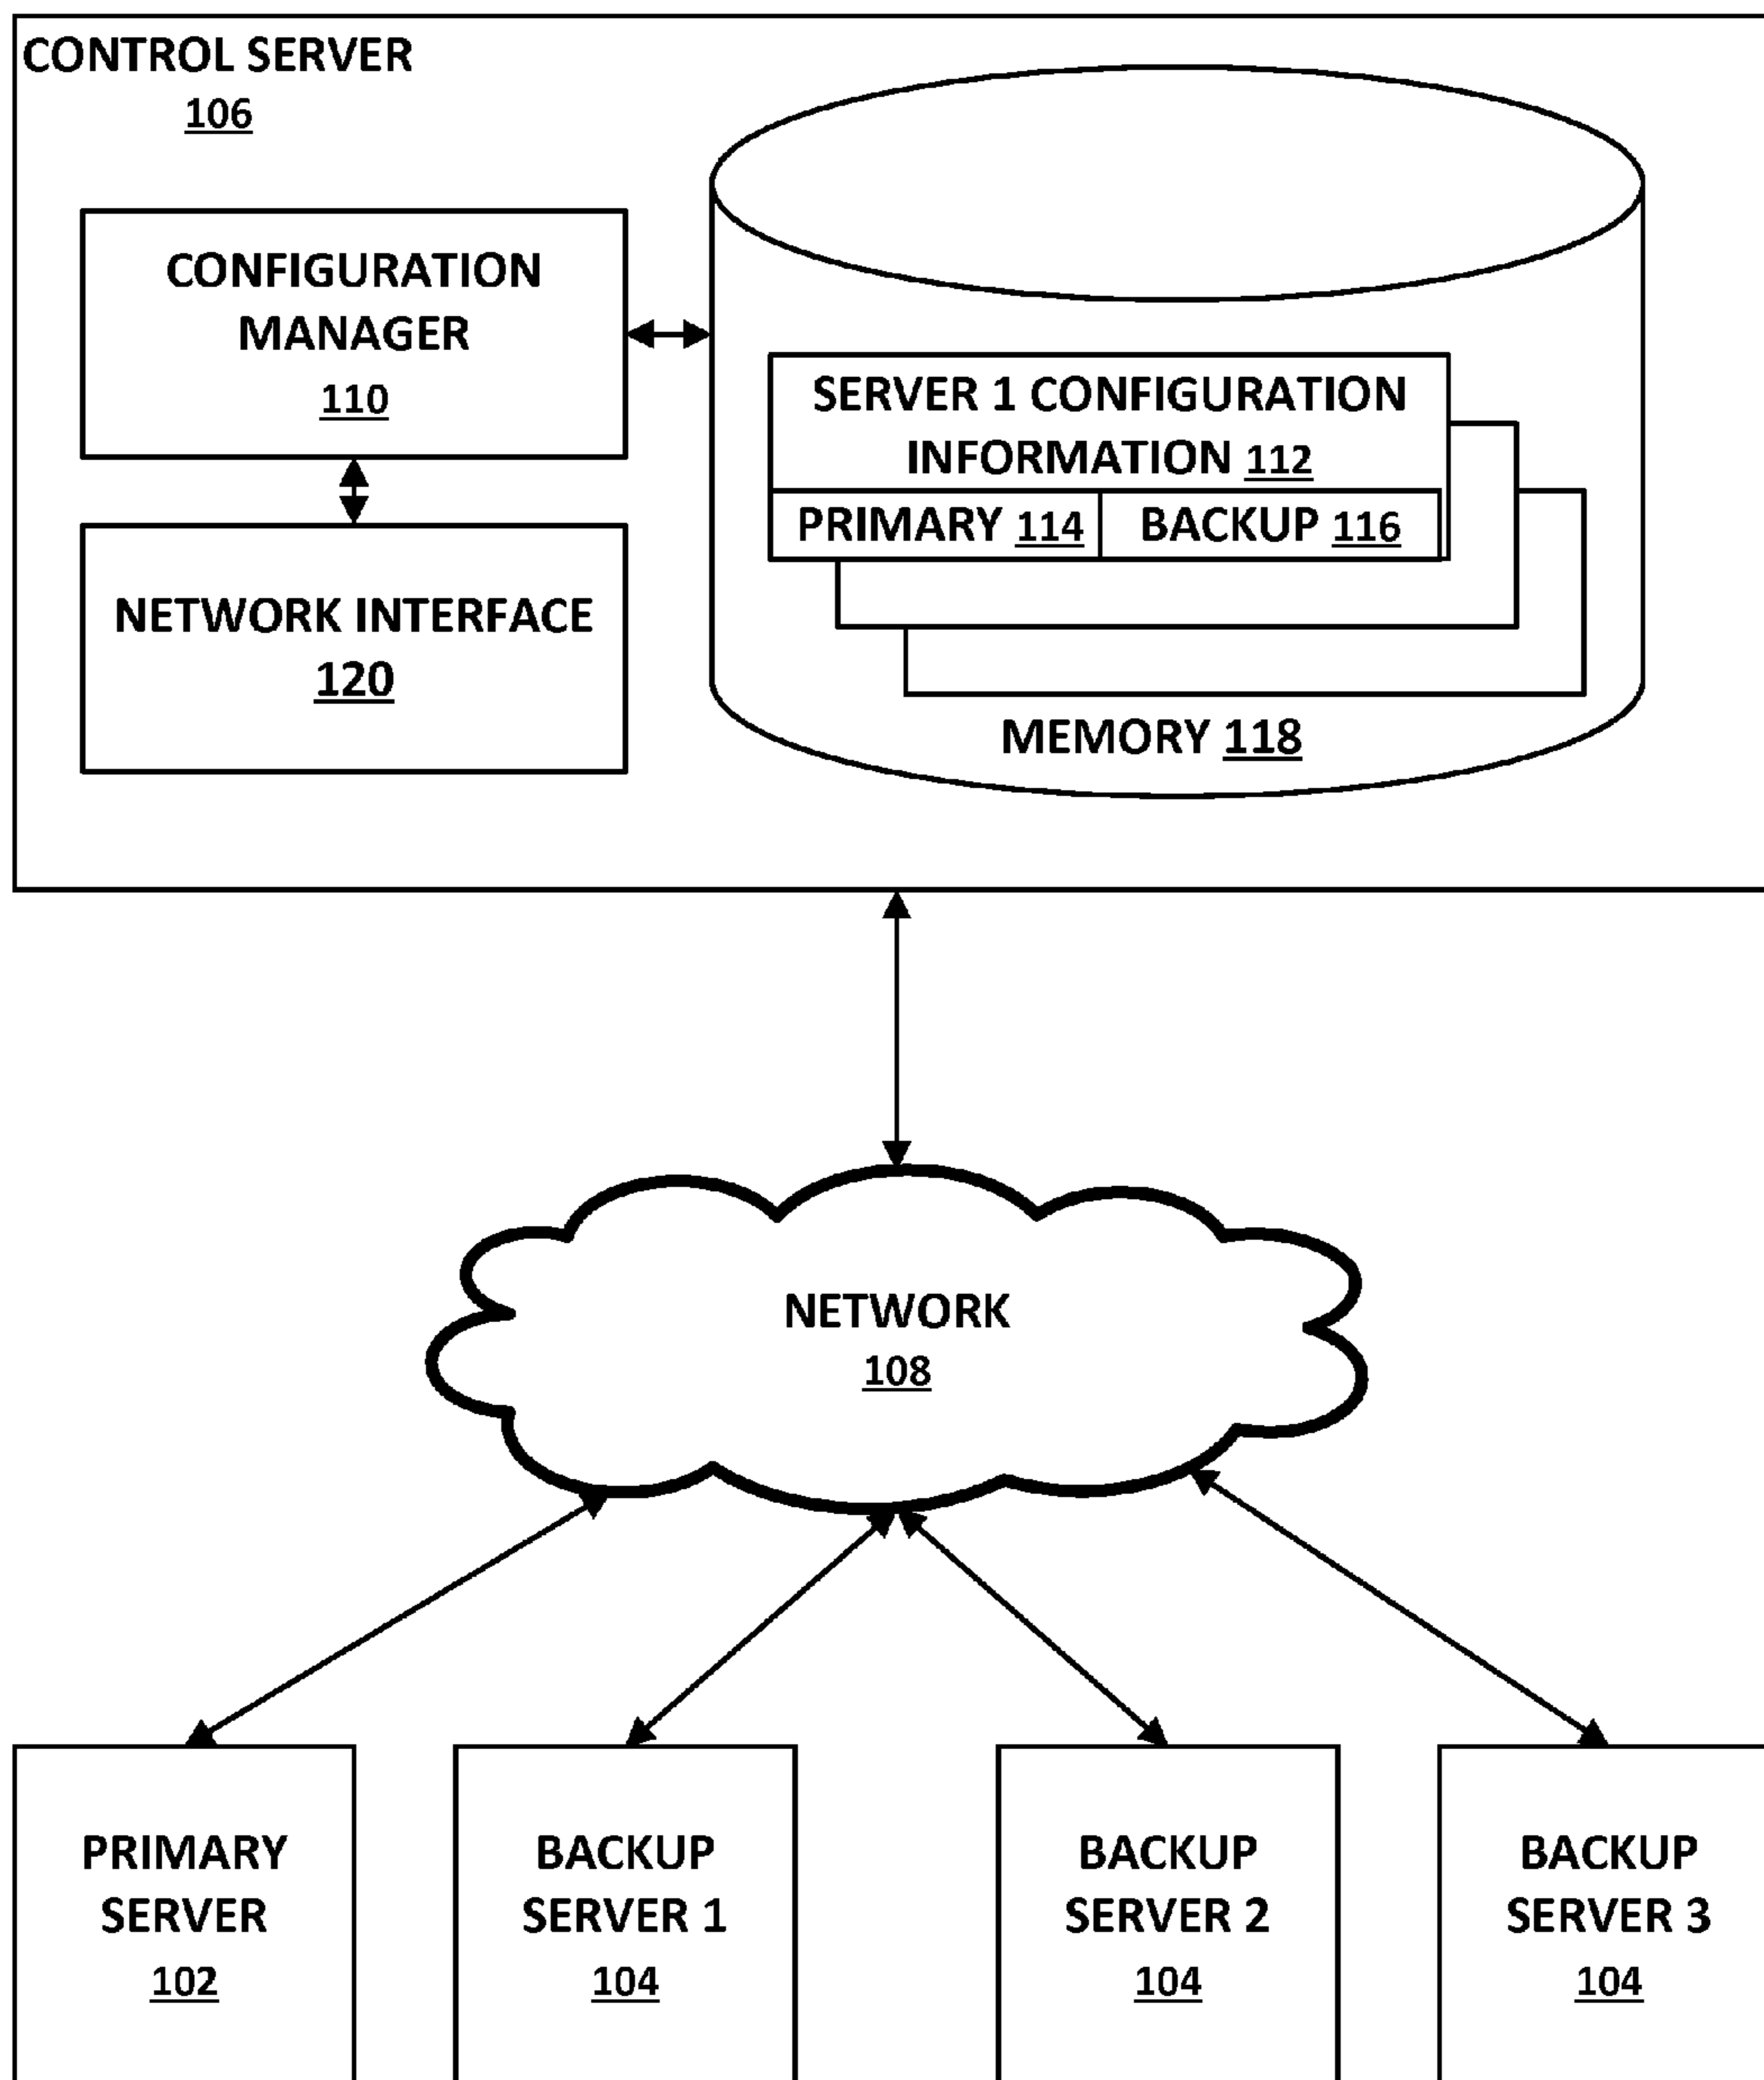 CONTROL SERVER
106
CONFIGURATION
MANAGER
110
NETWORK INTERFACE
120
SERVER 1 CONFIGURATION
INFORMATION 112
PRIMARY 114
BACKUP 116
MEMORY 118
NETWORK
108
PRIMARY
SERVER
102
BACKUP
SERVER 1
104
BACKUP
SERVER 2
104
BACKUP
SERVER 3
104